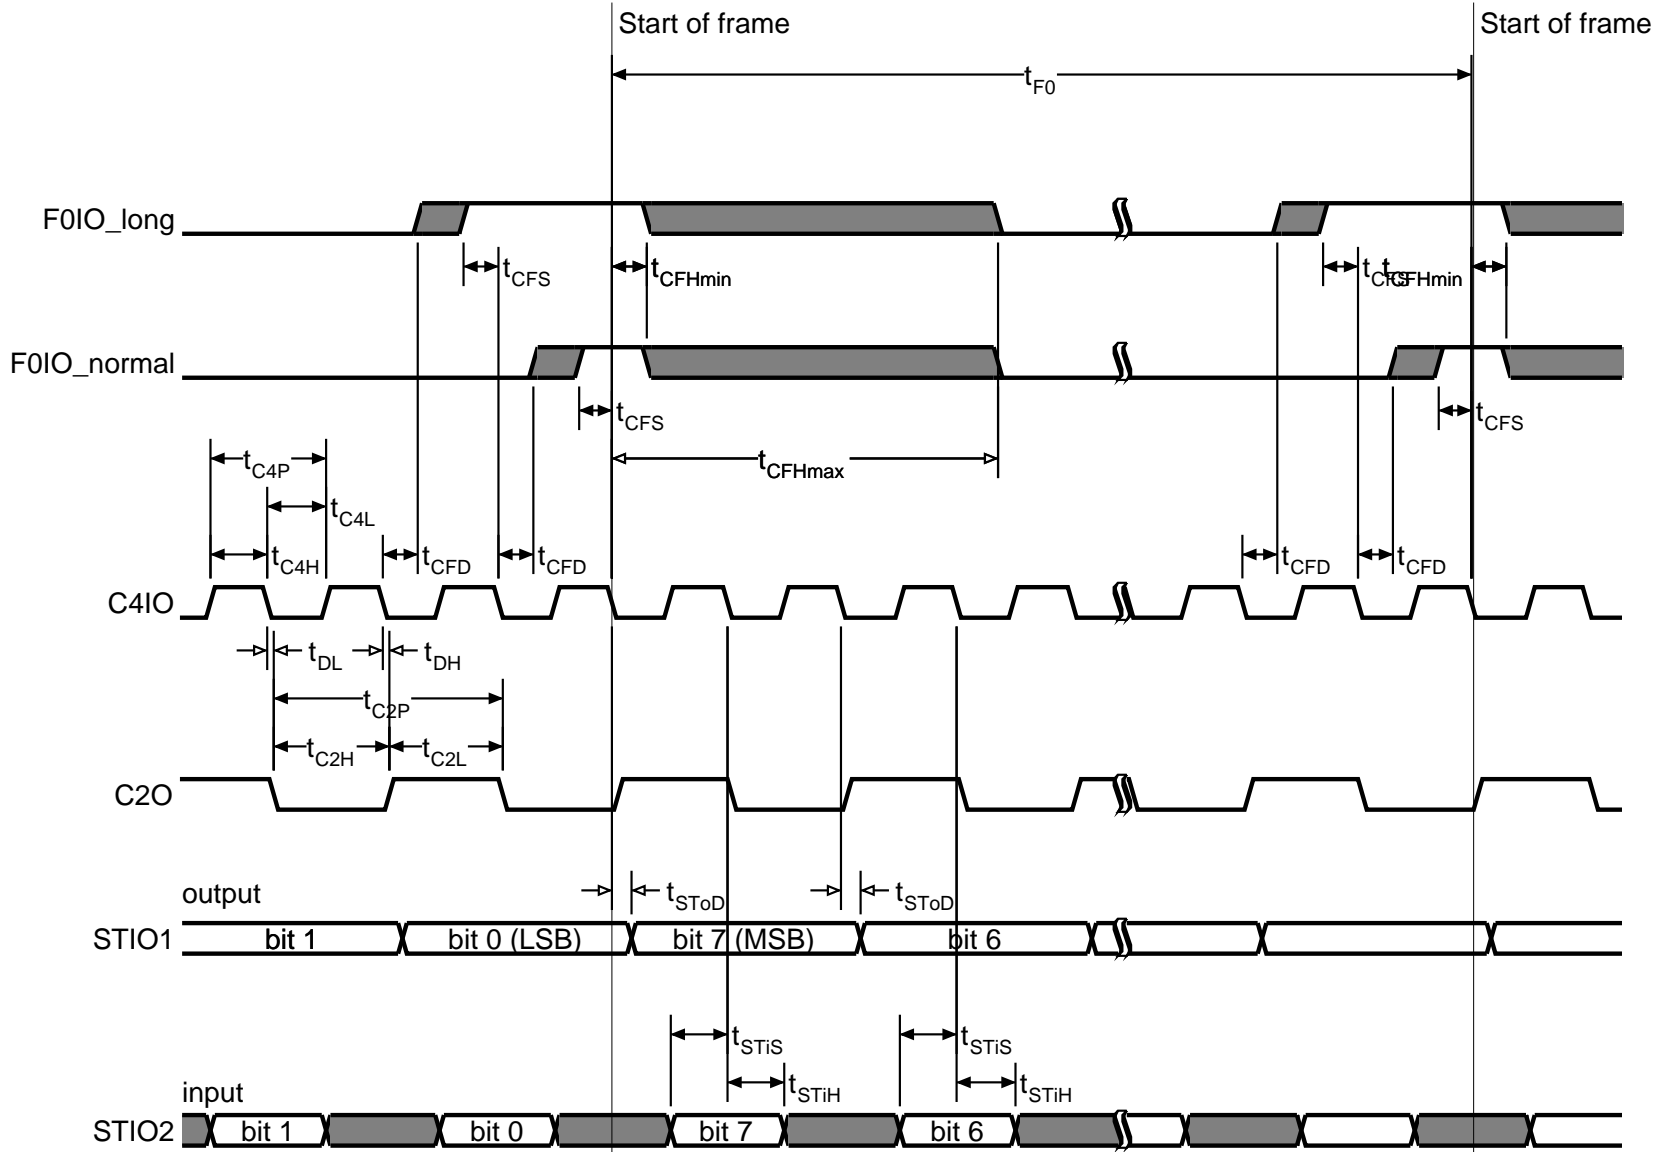 Start of frame Start of frame
tF0
F0IO_long
tCFS tCFHmin tCFS tCFHmin
F0IO_normal
tCFS tCFS
tC4P tCFHmax
tC4L
tC4H tCFD tCFD tCFD tCFD
C4IO
tDL tDH
tC2P
tC2H tC2L
C2O
output tSToD tSToD
STIO1 bit 1 bit 0 (LSB) bit 7 (MSB) bit 6
tSTiS tSTiS
input tSTiH tSTiH
STIO2 bit 1 bit 0 bit 7 bit 6